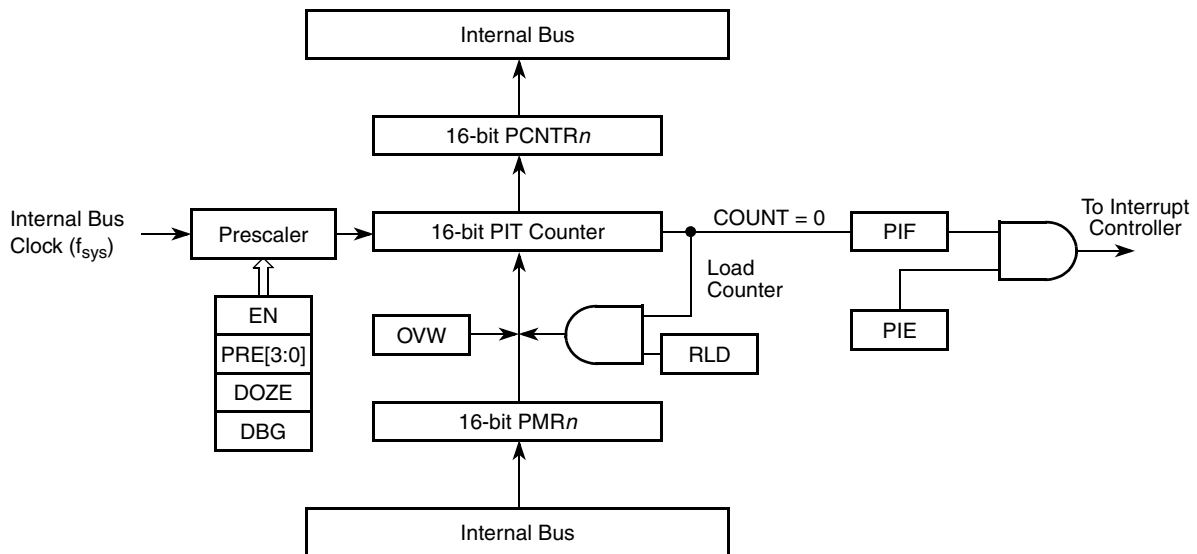 Internal Bus
16-bit PCNTRn
Internal Bus
Clock (fsys)
Prescaler
16-bit PIT Counter
COUNT = 0
PIF
To Interrupt
Controller
Load
Counter
EN
PRE[3:0]
DOZE
DBG
OVW
RLD
PIE
16-bit PMRn
Internal Bus